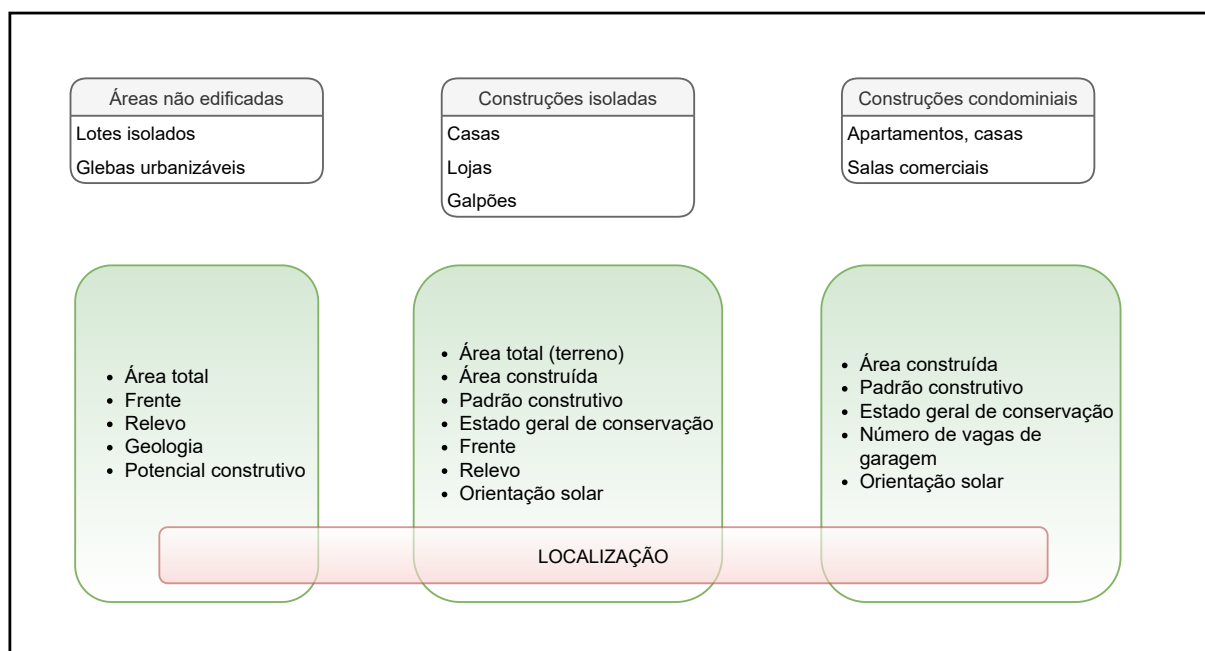 Áreas não edificadas
Lotes isolados
Glebas urbanizáveis
Construções isoladas
Casas
Lojas
Galpões
Construções condominiais
Apartamentos, casas
Salas comerciais
• Área total
• Frente
• Relevo
• Geologia
• Potencial construtivo
• Área total (terreno)
• Área construída
• Padrão construtivo
• Estado geral de conservação
• Frente
• Relevo
• Orientação solar
• Área construída
• Padrão construtivo
• Estado geral de conservação
• Número de vagas de
garagem
• Orientação solar
LOCALIZAÇÃO